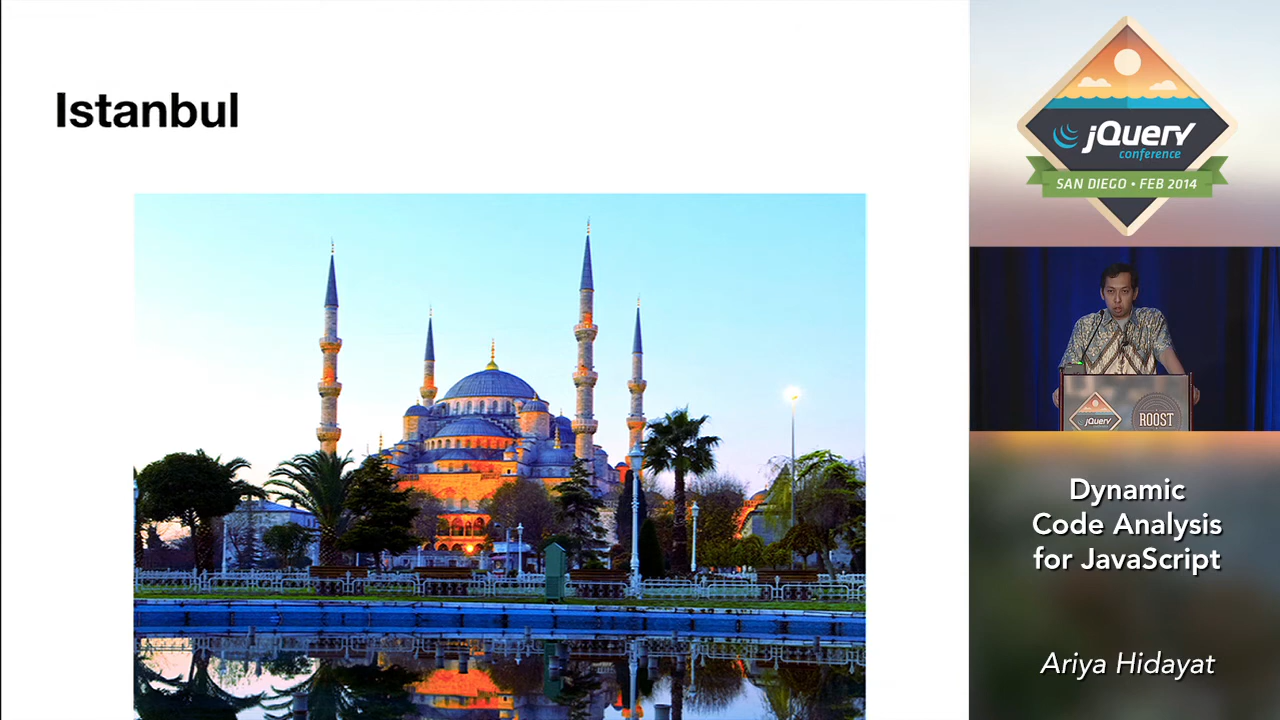 Istanbul
jQuery
conference
SAN DIEGO • FEB 2014
jQuery
ROOST
Dynamic
Code Analysis
for JavaScript
Ariya Hidayat